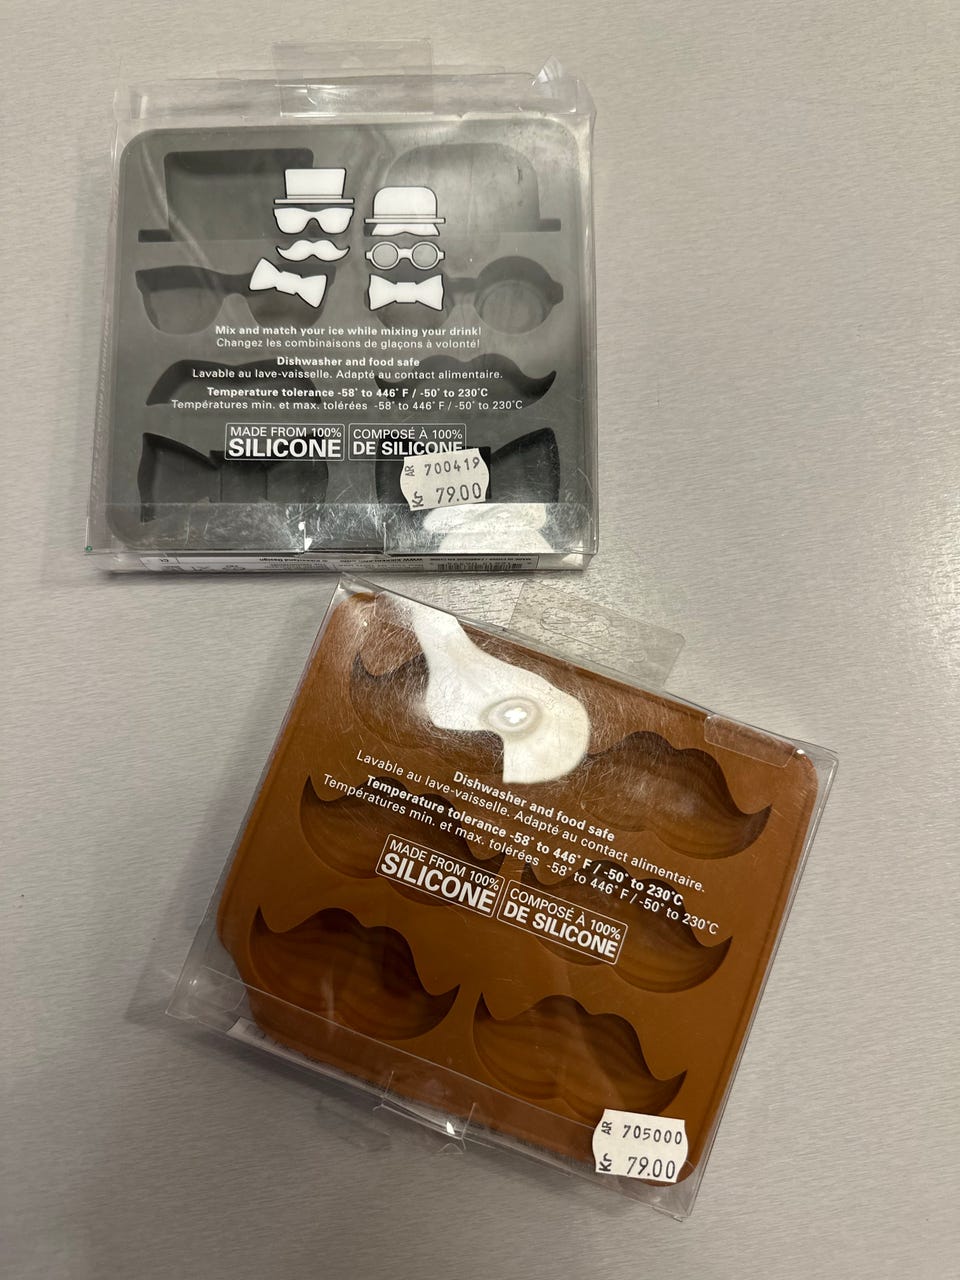 Mix and match your ice while mixing your drink!
Changez les combinaisons de glaçons à volonté!
Dishwasher and food safe
Lavable au lave-vaisselle. Adapté au contact alimentaire.
Temperature tolerance -58° to 446° F / -50° to 230°C
Températures min. et max. tolérées -58° to 446° F / -50° to 230°C
MADE FROM 100%
SILICONE
COMPOSÉ À 100%
DE SILICONE
AR 700419
Kr 79.00
Dishwasher and food safe
Lavable au lave-vaisselle. Adapté au contact alimentaire.
Temperature tolerance -58° to 446° F / -50° to 230°C
Températures min. et max. tolérées -58° to 446° F / -50° to 230°C
MADE FROM 100%
SILICONE
COMPOSÉ À 100%
DE SILICONE
AR 705000
Kr 79.00